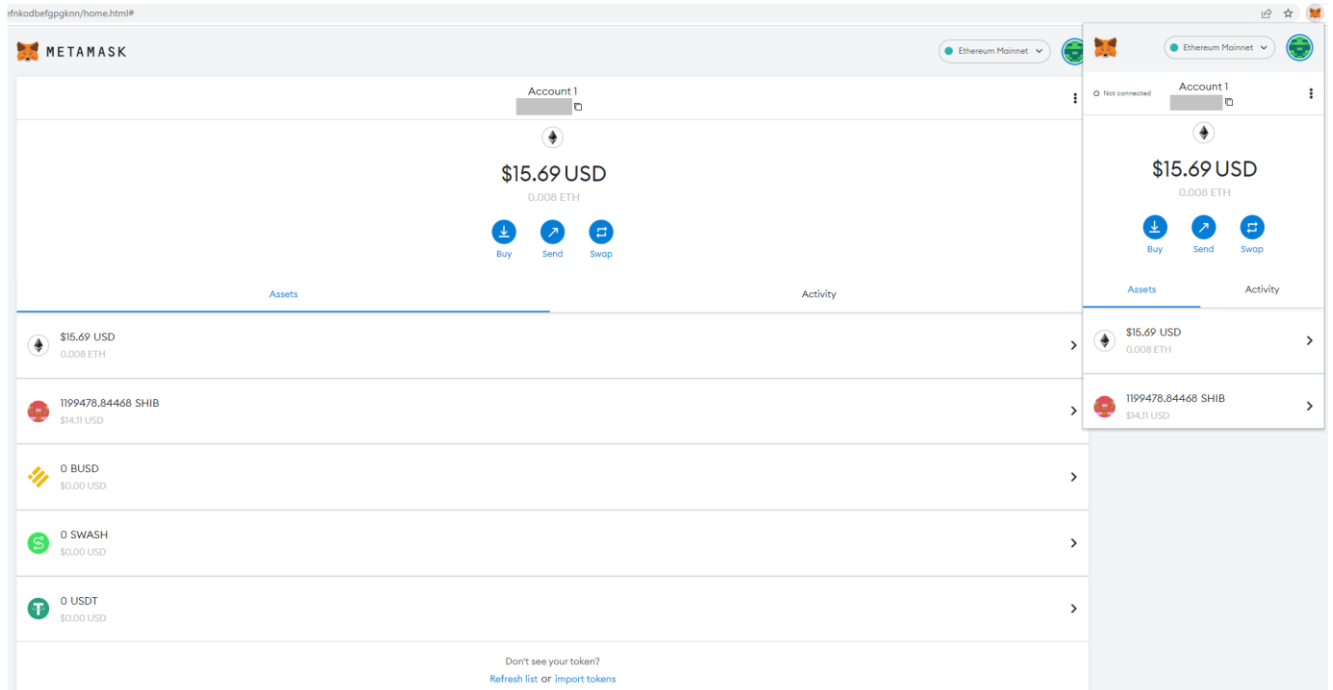 efnkodbefgpgknn/home.html#
METAMASK
Ethereum Mainnet
Account 1
$15.69 USD
0.008 ETH
Buy Send Swap
Assets Activity
$15.69 USD
0.008 ETH
1199478.84468 SHIB
$14.11 USD
0 BUSD
$0.00 USD
0 SWASH
$0.00 USD
0 USDT
$0.00 USD
Don't see your token?
Refresh list or import tokens
Ethereum Mainnet
Not connected
Account 1
$15.69 USD
0.008 ETH
Buy Send Swap
Assets Activity
$15.69 USD
0.008 ETH
1199478.84468 SHIB
$14.11 USD